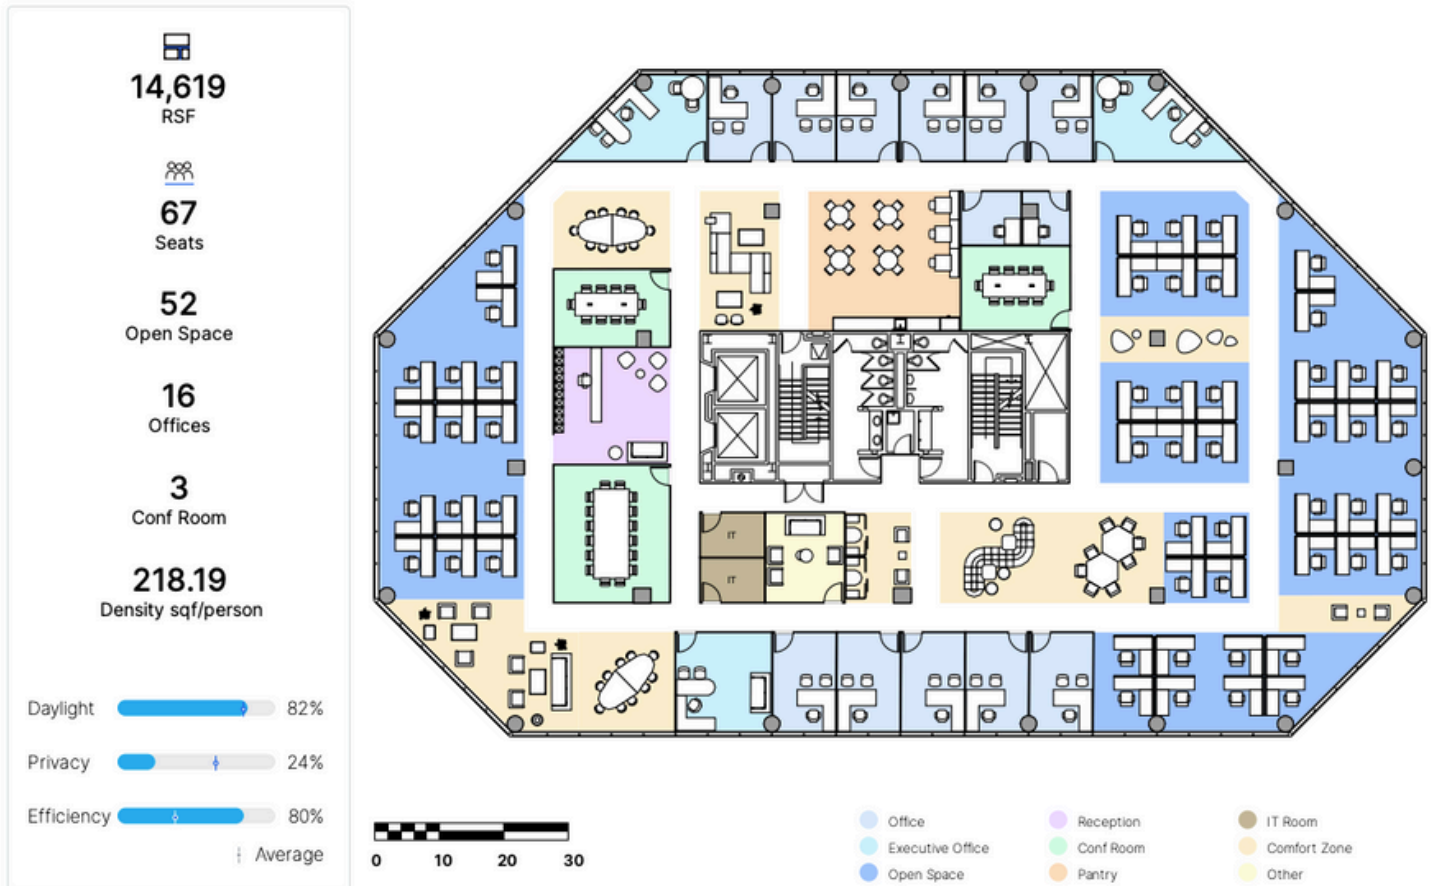 14,619
RSF
67
Seats
52
Open Space
16
Offices
3
Conf Room
218.19
Density sqf/person
Daylight 82%
Privacy 24%
Efficiency 80%
Average
IT
IT
0 10 20 30
Office
Executive Office
Open Space
Reception
Conf Room
Pantry
IT Room
Comfort Zone
Other